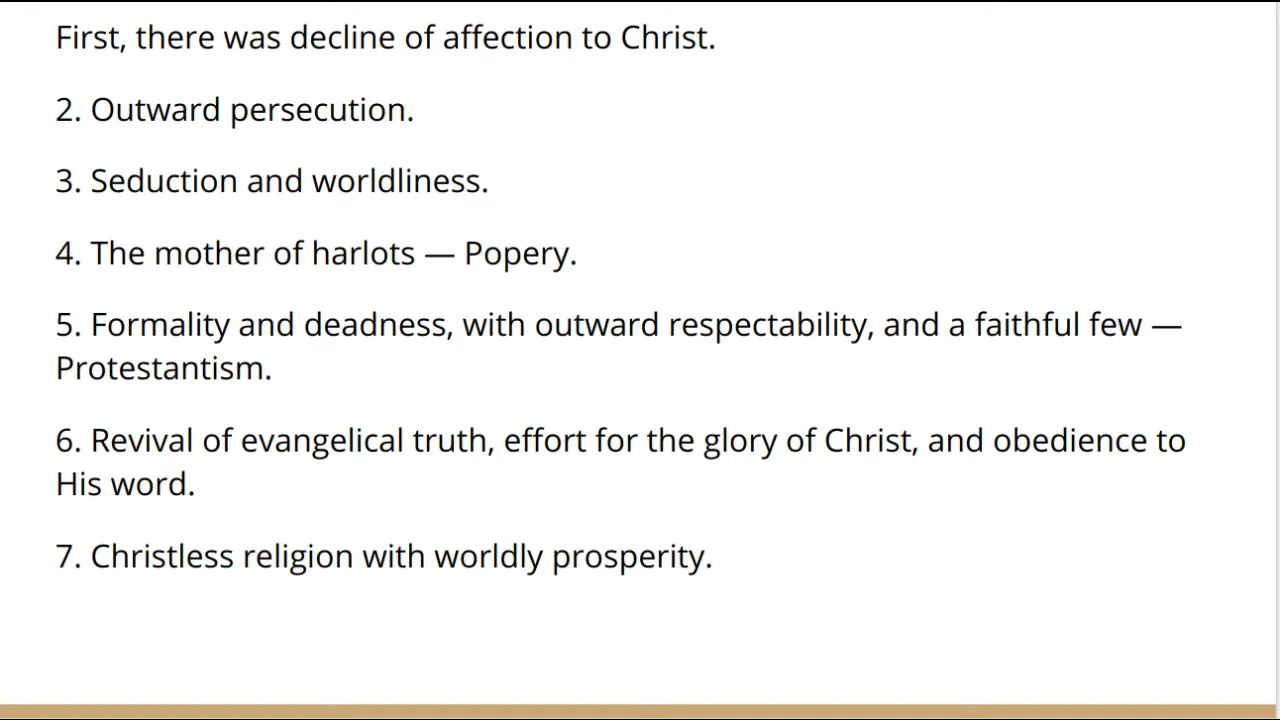 First, there was decline of affection to Christ.
2. Outward persecution.
3. Seduction and worldliness.
4. The mother of harlots — Popery.
5. Formality and deadness, with outward respectability, and a faithful few —
Protestantism.
6. Revival of evangelical truth, effort for the glory of Christ, and obedience to
His word.
7. Christless religion with worldly prosperity.